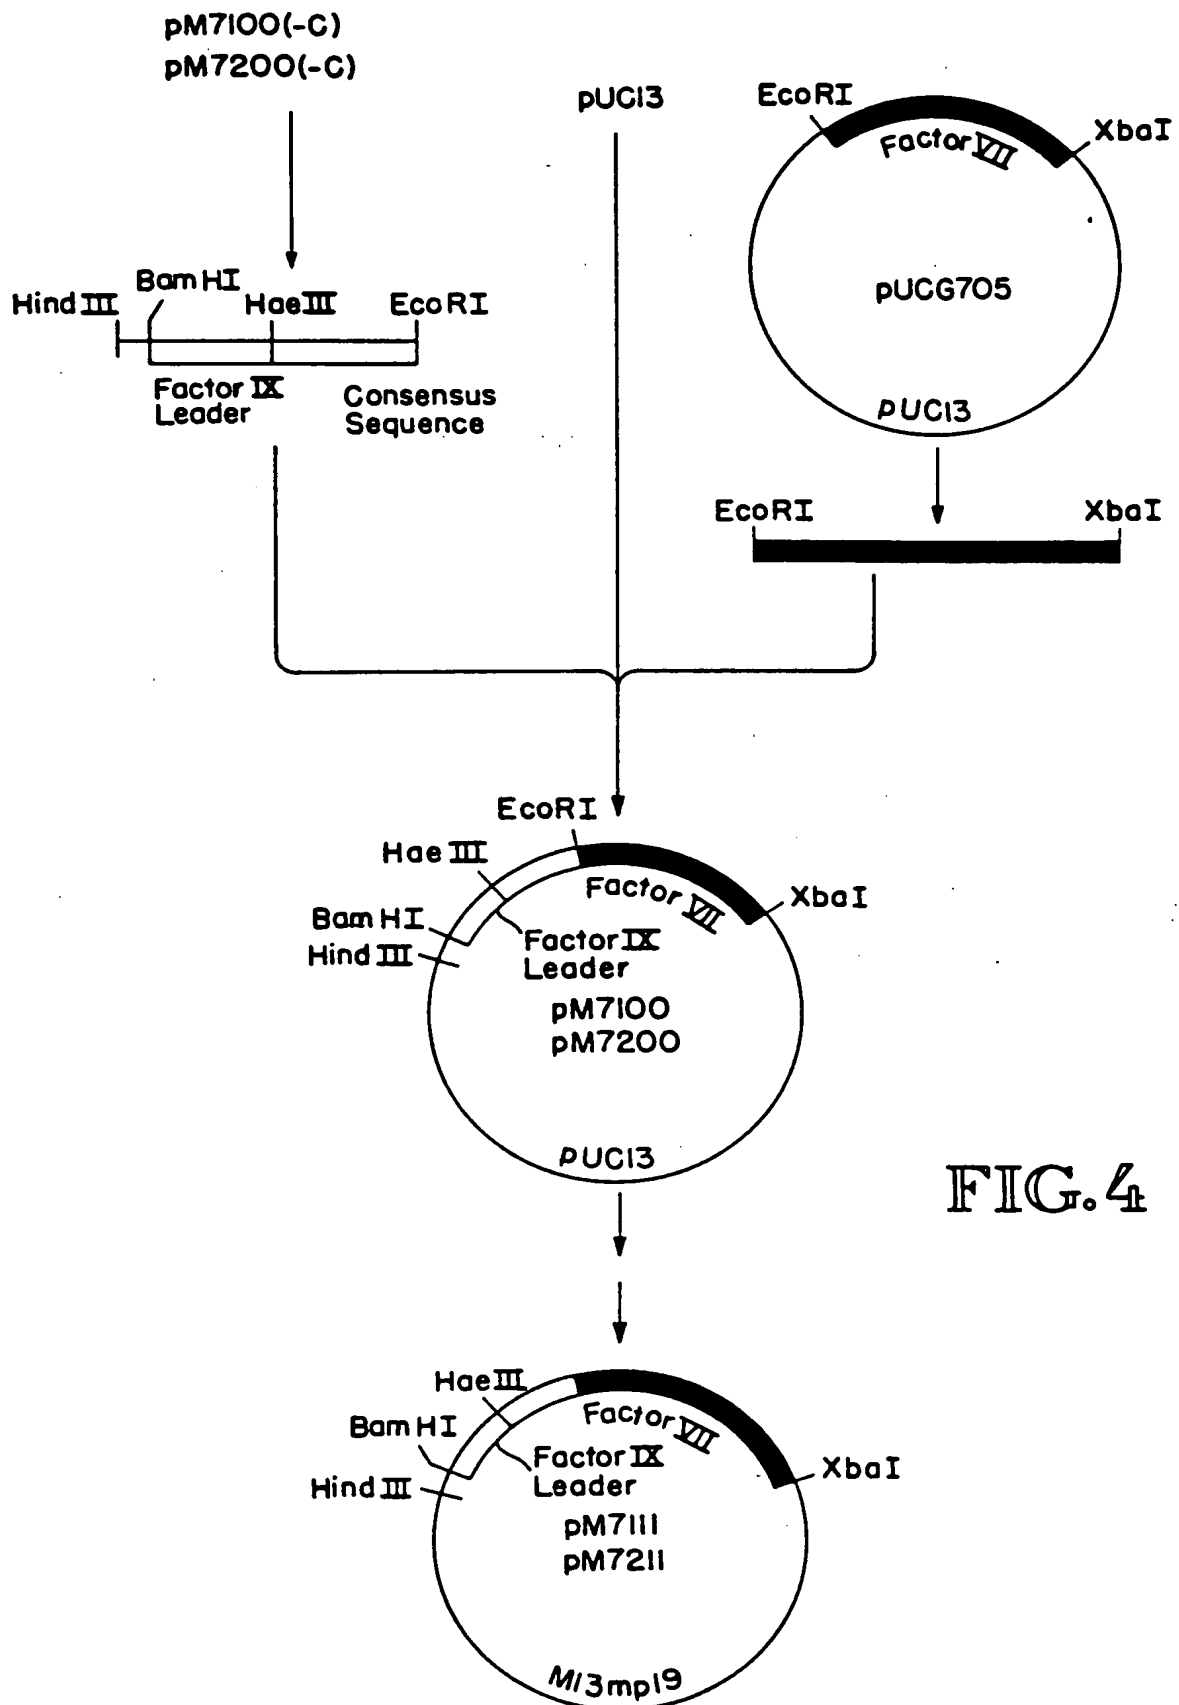 pM7100(-C)
pM7200(-C)
pUC13
EcoRI
XbaI
Factor VII
pUCG705
pUC13
Hind III
Bam HI
Hae III
EcoRI
Factor IX
Leader
Consensus
Sequence
EcoRI
XbaI
EcoRI
Hae III
Bam HI
Hind III
Factor VII
XbaI
Factor IX
Leader
pM7100
pM7200
pUC13
FIG. 4
Hae III
Bam HI
Hind III
Factor VII
XbaI
Factor IX
Leader
pM7111
pM7211
M13mp19